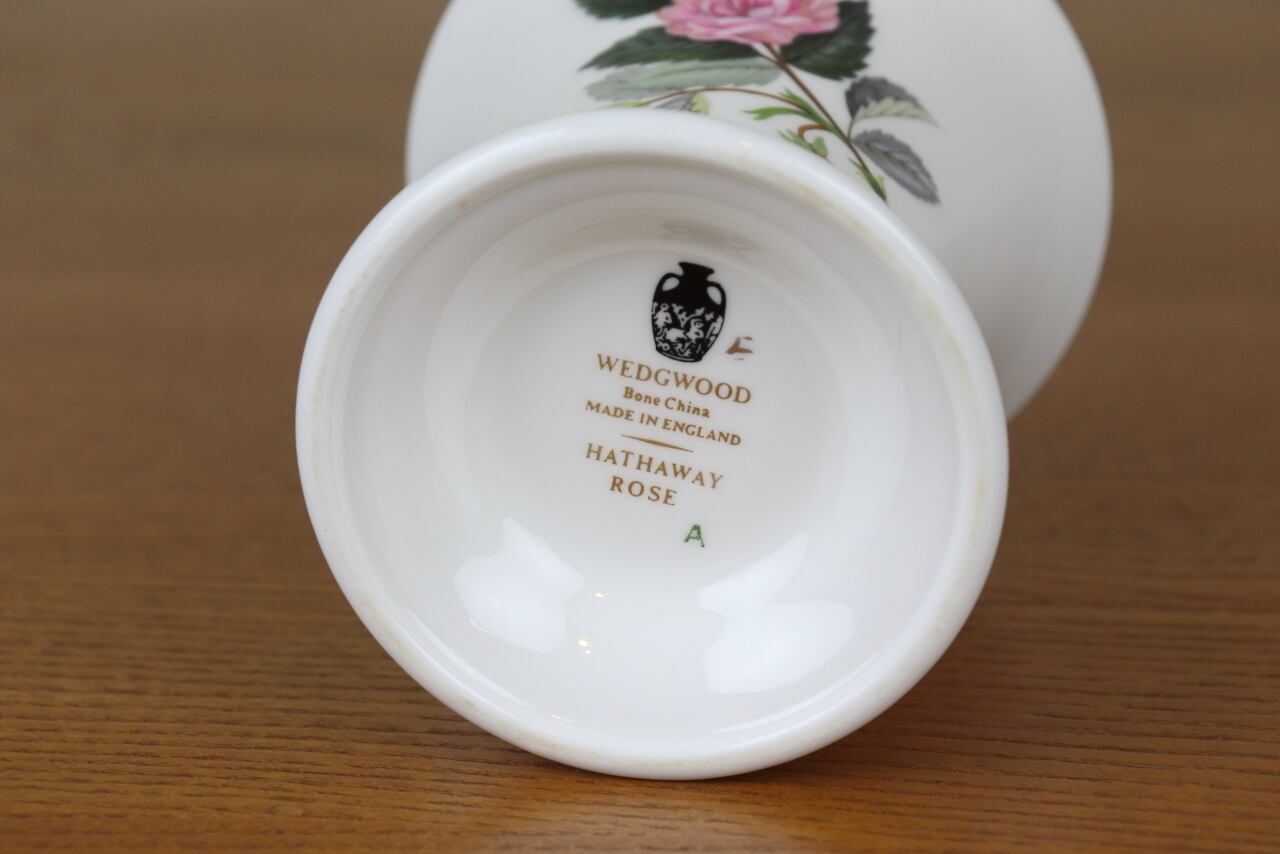 WEDGWOOD
Bone China
MADE IN ENGLAND
HATHAWAY
ROSE
A